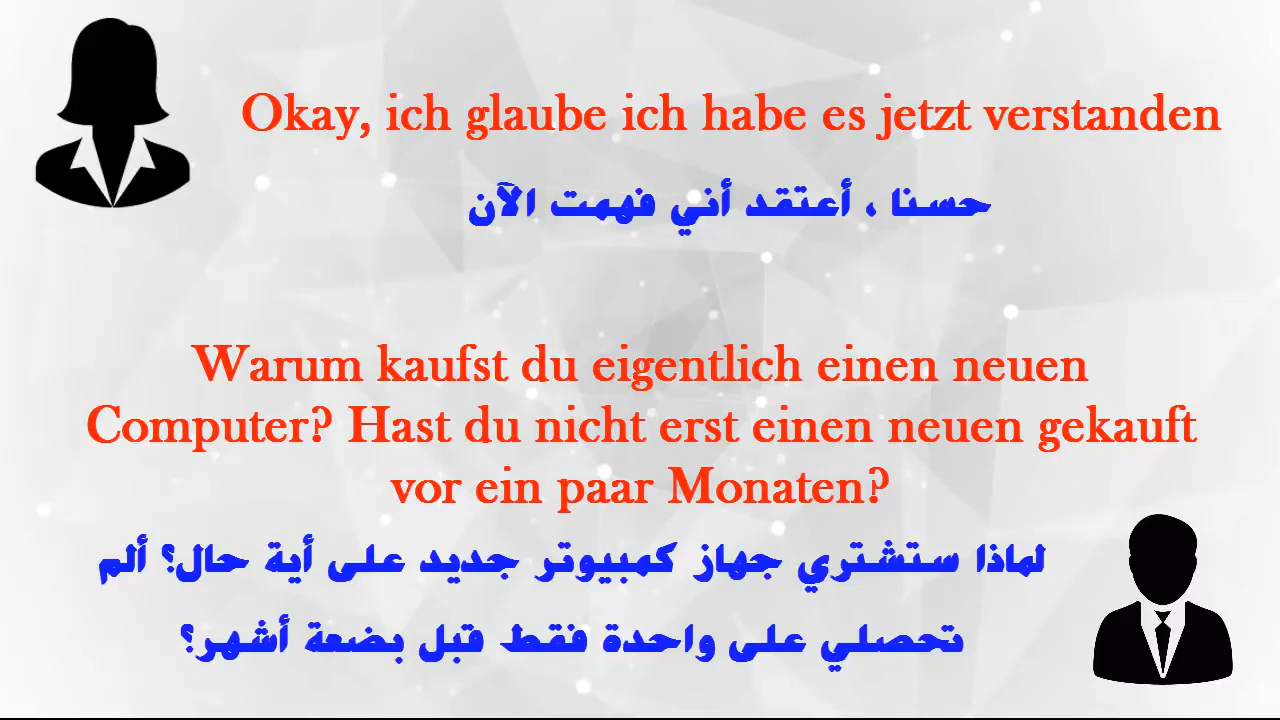 Okay, ich glaube ich habe es jetzt verstanden
حسنا ، أعتقد أني فهمت الآن
Warum kaufst du eigentlich einen neuen
Computer? Hast du nicht erst einen neuen gekauft
vor ein paar Monaten?
لماذا ستشتري جهاز كمبيوتر جديد على أية حال؟ ألم
تحصلي على واحدة فقط قبل بضعة أشهر؟